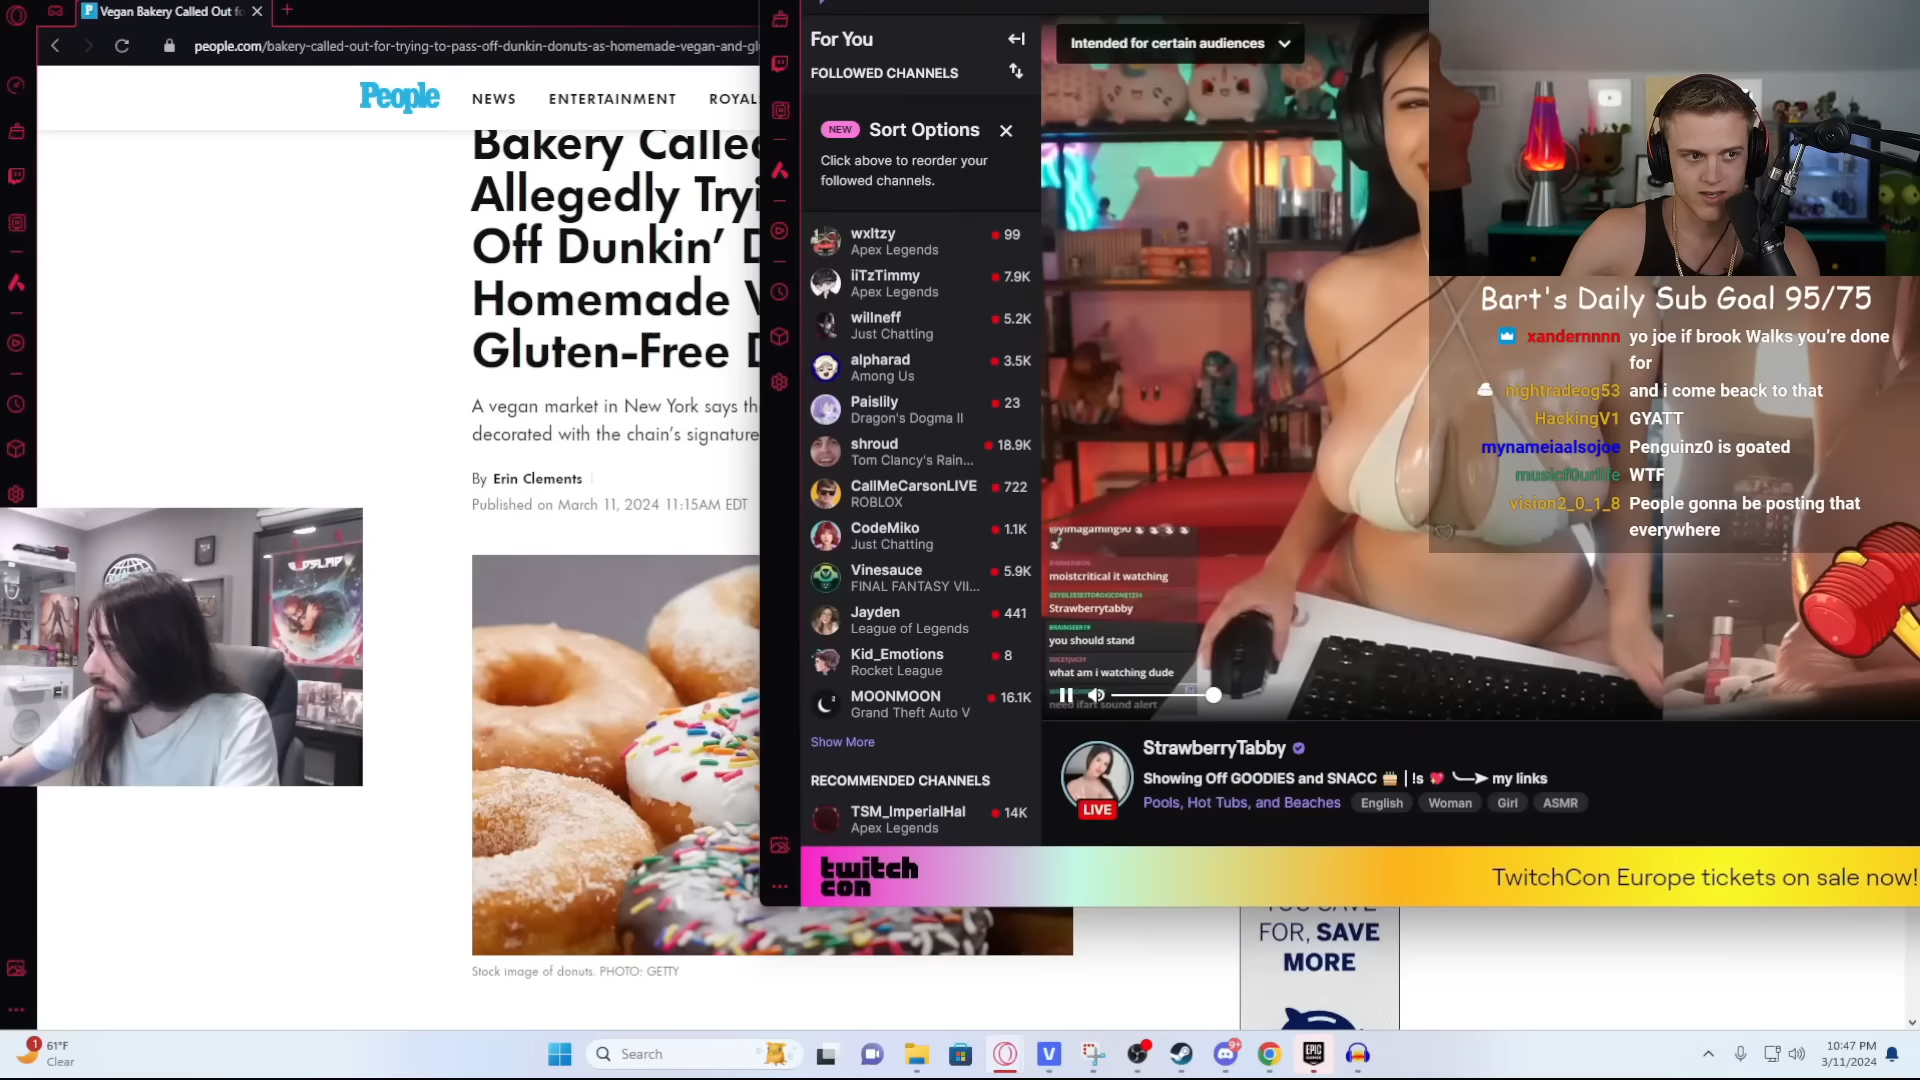 Vegan Bakery Called Out fo
people.com/bakery-called-out-for-trying-to-pass-off-dunkin-donuts-as-homemade-vegan-and-gl
People
NEWS ENTERTAINMENT ROYAL
Bakery Called
Allegedly Tryi
Off Dunkin’ D
Homemade V
Gluten-Free D
A vegan market in New York says th
decorated with the chain’s signature
By Erin Clements
Published on March 11, 2024 11:15AM EDT
Stock image of donuts. PHOTO: GETTY
For You
FOLLOWED CHANNELS
NEW Sort Options
Click above to reorder your
followed channels.
wxltzy 99
Apex Legends
iiTzTimmy 7.9K
Apex Legends
willneff 5.2K
Just Chatting
alpharad 3.5K
Among Us
Paislily 23
Dragon's Dogma II
shroud 18.9K
Tom Clancy's Rain...
CallMeCarsonLIVE 722
ROBLOX
CodeMiko 1.1K
Just Chatting
Vinesauce 5.9K
FINAL FANTASY VII...
Jayden 441
League of Legends
Kid_Emotions 8
Rocket League
MOONMOON 16.1K
Grand Theft Auto V
Show More
RECOMMENDED CHANNELS
TSM_ImperialHal 14K
Apex Legends
Intended for certain audiences
moistcritical it watching
Strawberrytabby
you should stand
what am i watching dude
need ifart sound alert
StrawberryTabby
LIVE
Showing Off GOODIES and SNACC 🍰 | !s 💖 ╰┈➤ my links
Pools, Hot Tubs, and Beaches English Woman Girl ASMR
twitch
con
TwitchCon Europe tickets on sale now!
Bart's Daily Sub Goal 95/75
xandernnnn yo joe if brook Walks you’re done
for
nightradeog53 and i come beack to that
HackingV1 GYATT
mynameiaalsojoe Penguinz0 is goated
musicf0urlife WTF
vision2_0_1_8 People gonna be posting that
everywhere
FOR, SAVE
MORE
1
61°F
Clear
Search
9+
EPIC
10:47 PM
3/11/2024